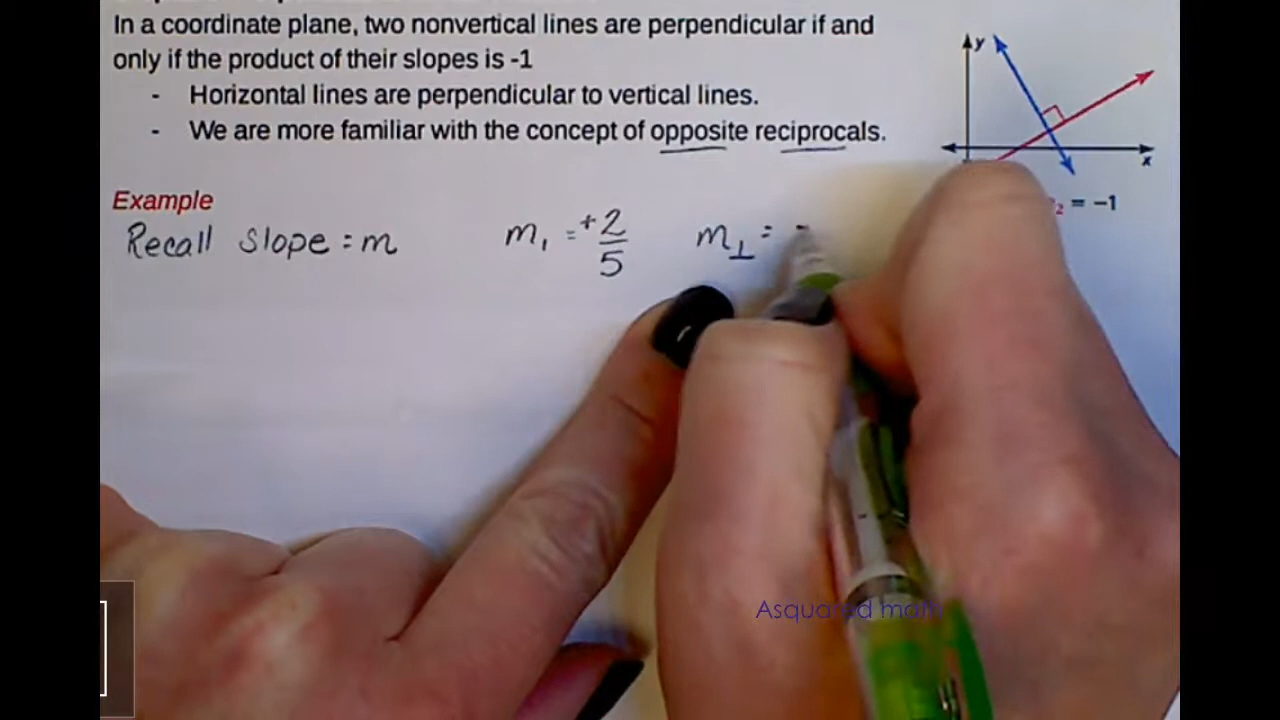 In a coordinate plane, two nonvertical lines are perpendicular if and
only if the product of their slopes is -1
- Horizontal lines are perpendicular to vertical lines.
- We are more familiar with the concept of opposite reciprocals.
y
x
₂ = −1
Example
Recall slope = m
m₁ = +2/5
m⊥ = -
Asquared math